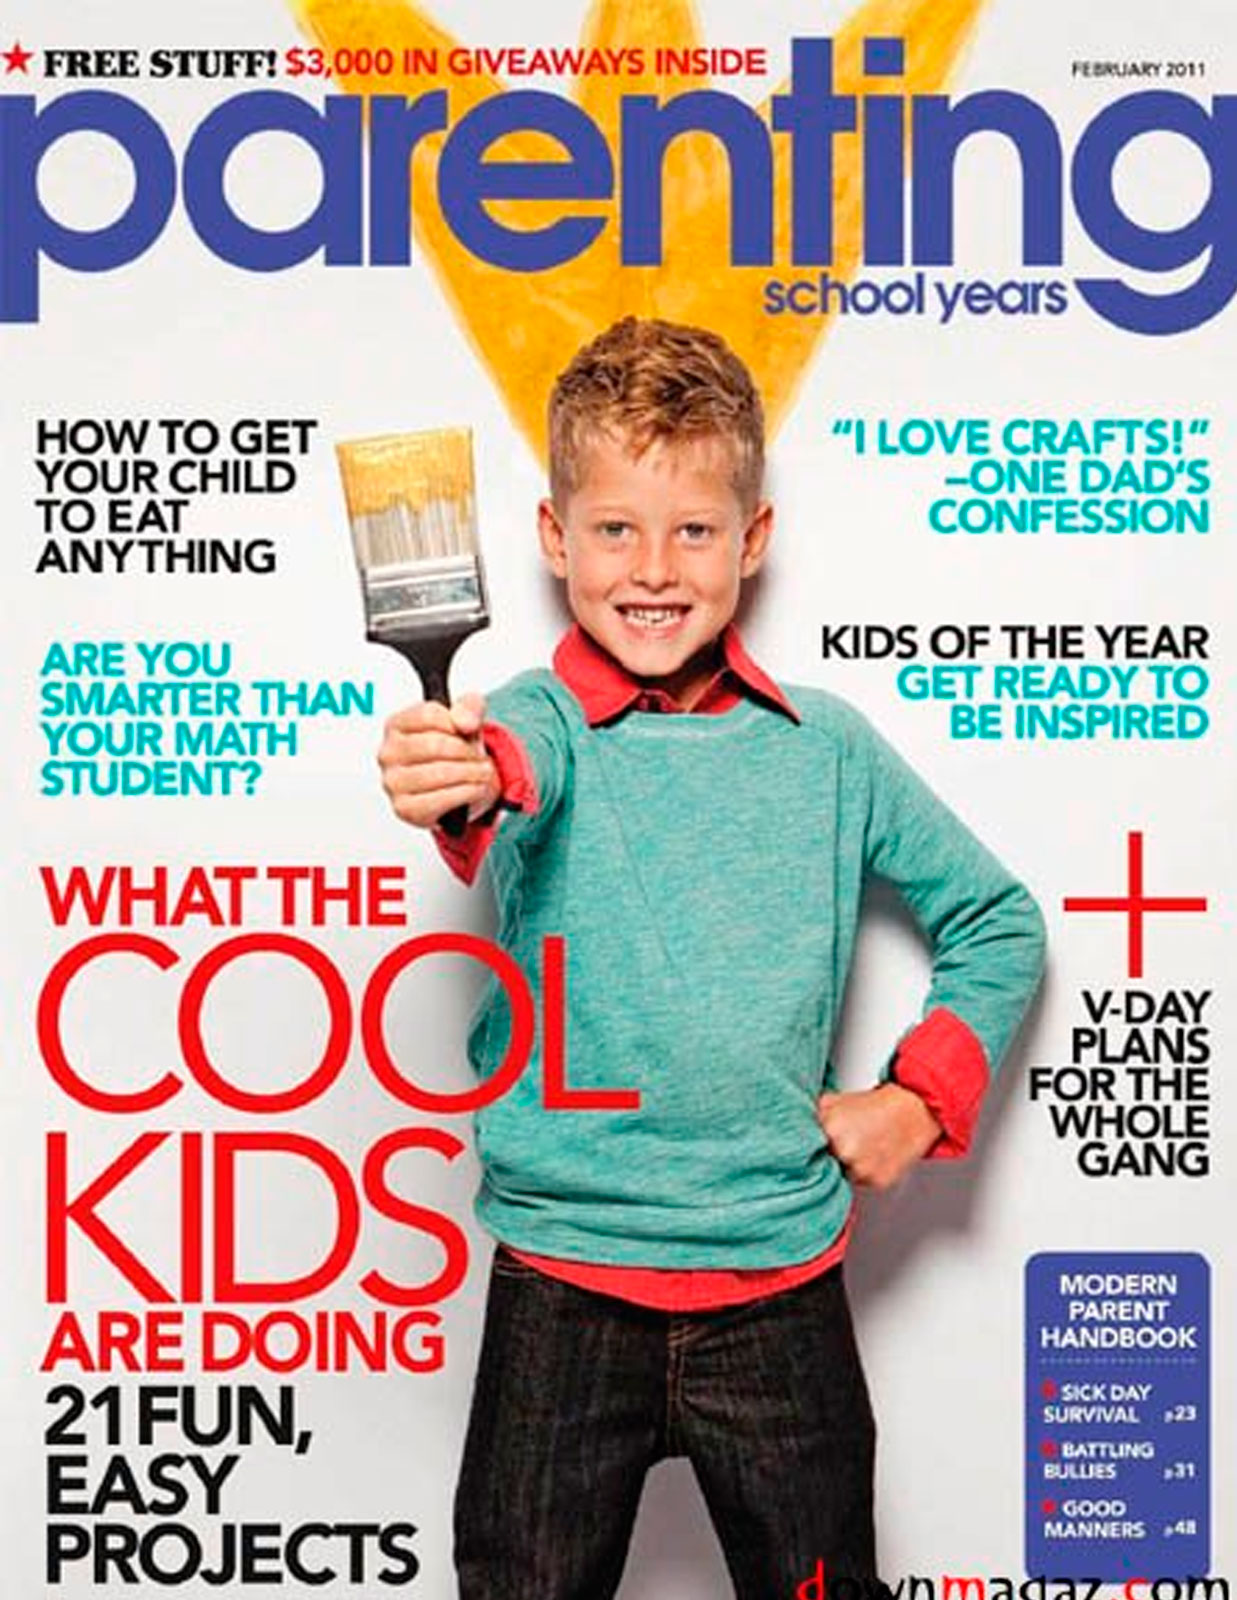 ★ FREE STUFF! $3,000 IN GIVEAWAYS INSIDE
FEBRUARY 2011
parenting
school years
HOW TO GET
YOUR CHILD
TO EAT
ANYTHING
ARE YOU
SMARTER THAN
YOUR MATH
STUDENT?
WHAT THE
COOL
KIDS
ARE DOING
21 FUN,
EASY
PROJECTS
“I LOVE CRAFTS!”
–ONE DAD’S
CONFESSION
KIDS OF THE YEAR
GET READY TO
BE INSPIRED
+
V-DAY
PLANS
FOR THE
WHOLE
GANG
MODERN
PARENT
HANDBOOK
SICK DAY
SURVIVAL p23
BATTLING
BULLIES p31
GOOD
MANNERS p48
downmagaz.com